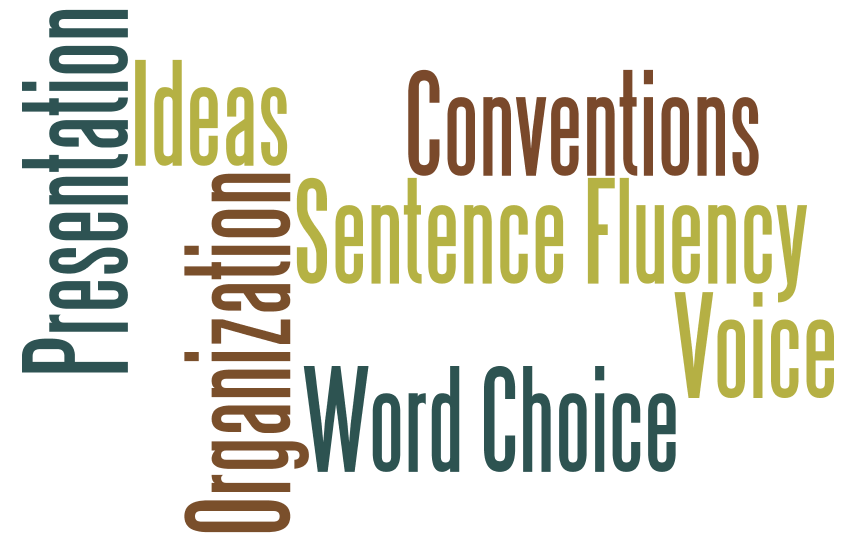 Presentation
Ideas
Conventions
Organization
Sentence Fluency
Voice
Word Choice